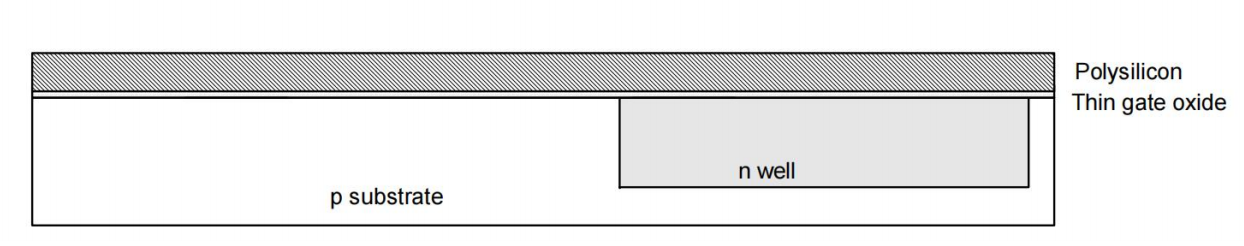 Polysilicon
Thin gate oxide
n well
p substrate